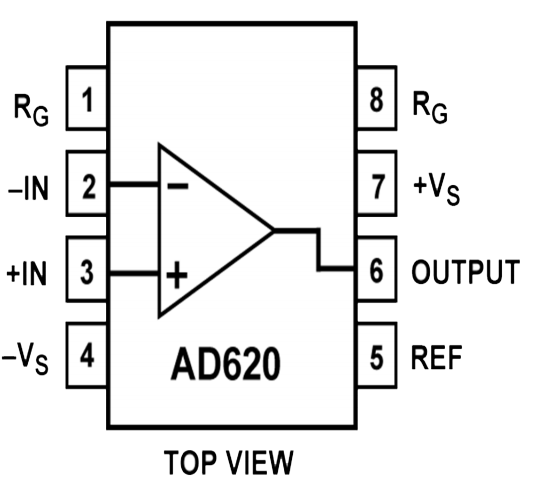 RG 1 8 RG
–IN 2 – 7 +VS
+IN 3 + 6 OUTPUT
–VS 4 AD620 5 REF
TOP VIEW